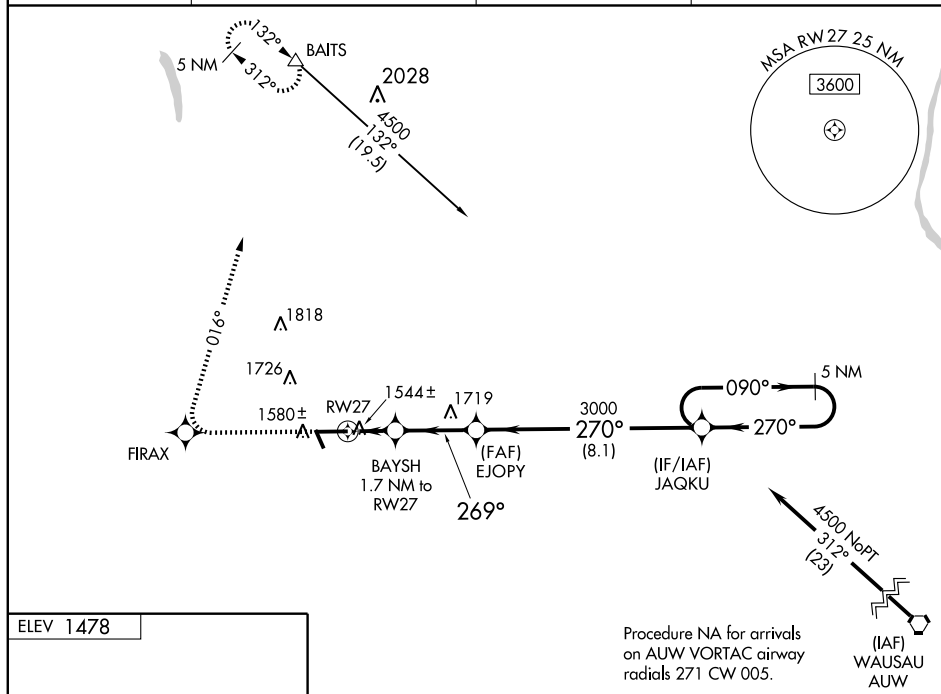 132°
BAITS
5 NM
312°
2028
4500
132°
(19.5)
MSA RW27 25 NM
3600
016°
1818
1726
1544±
1719
1580±
RW27
3000
270°
(8.1)
090°
5 NM
270°
FIRAX
BAYSH
1.7 NM to
RW27
(FAF)
EJOPY
269°
(IF/IAF)
JAQKU
4500 NoPT
312°
(23)
ELEV 1478
Procedure NA for arrivals
on AUW VORTAC airway
radials 271 CW 005.
(IAF)
WAUSAU
AUW